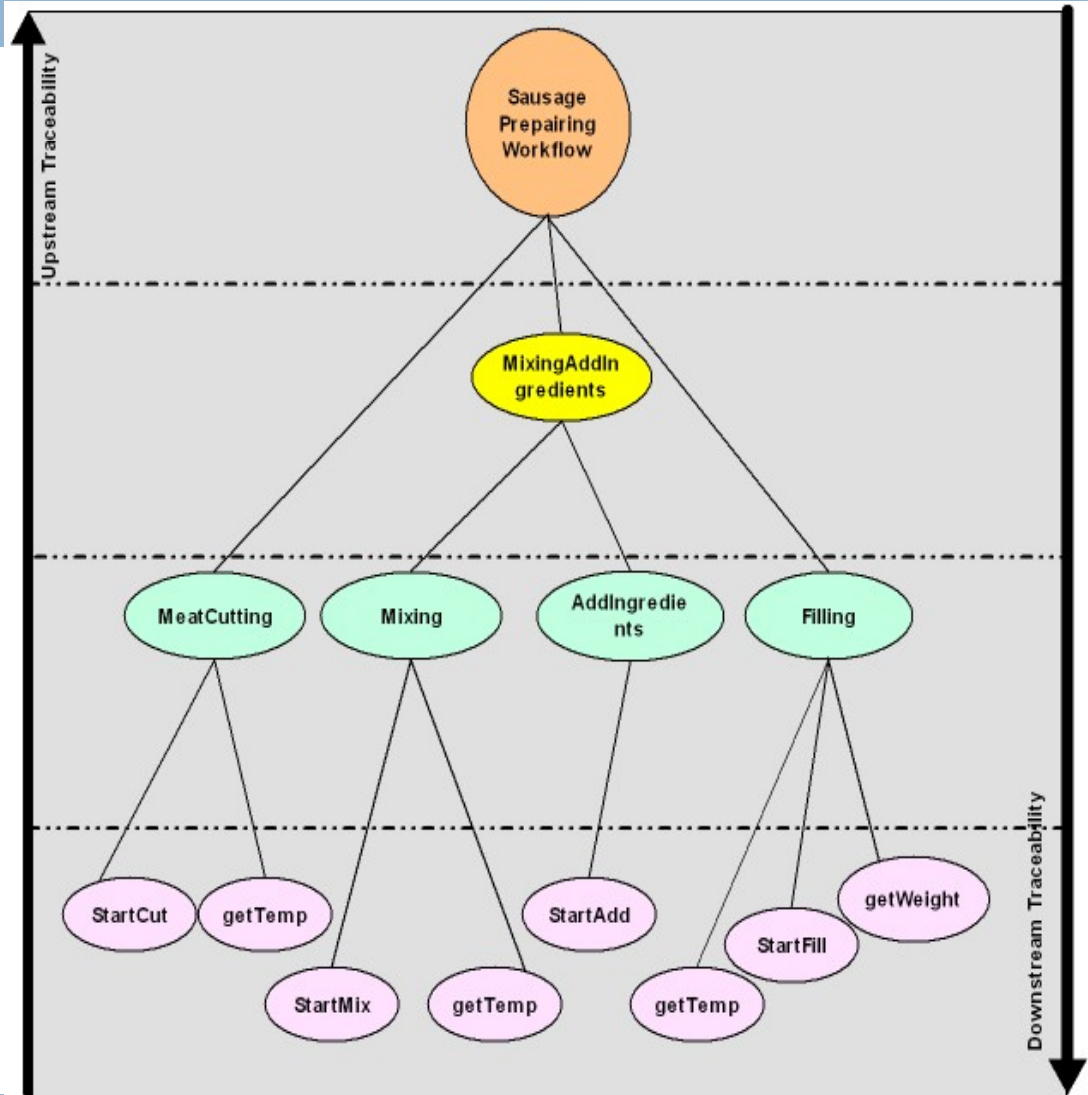 Upstream Traceability
Sausage
Prepairing
Workflow
MixingAddIn
gredients
MeatCutting
Mixing
AddIngredie
nts
Filling
StartCut
getTemp
StartAdd
getWeight
StartFill
StartMix
getTemp
getTemp
Downstream Traceability